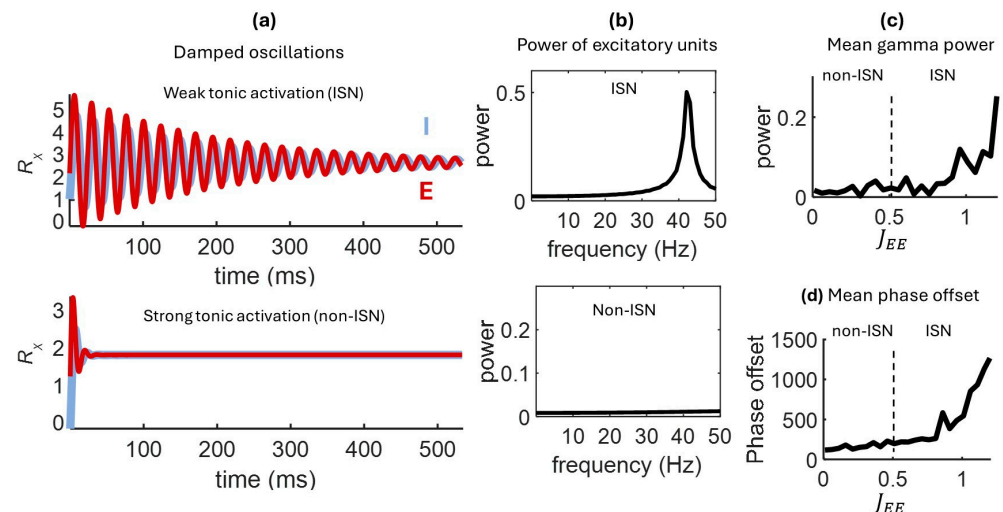 (a)
Damped oscillations
Weak tonic activation (ISN)
R_χ
5
4
3
2
1
0
I
E
100 200 300 400 500
time (ms)
Strong tonic activation (non-ISN)
R_χ
3
2
1
0
100 200 300 400 500
time (ms)
(b)
Power of excitatory units
ISN
power
0.5
0
10 20 30 40 50
frequency (Hz)
Non-ISN
power
0.2
0.1
0
10 20 30 40 50
frequency (Hz)
(c)
Mean gamma power
non-ISN ISN
power
0.2
0
0 0.5 1
J_EE
(d) Mean phase offset
non-ISN ISN
Phase offset
1500
1000
500
0
0 0.5 1
J_EE